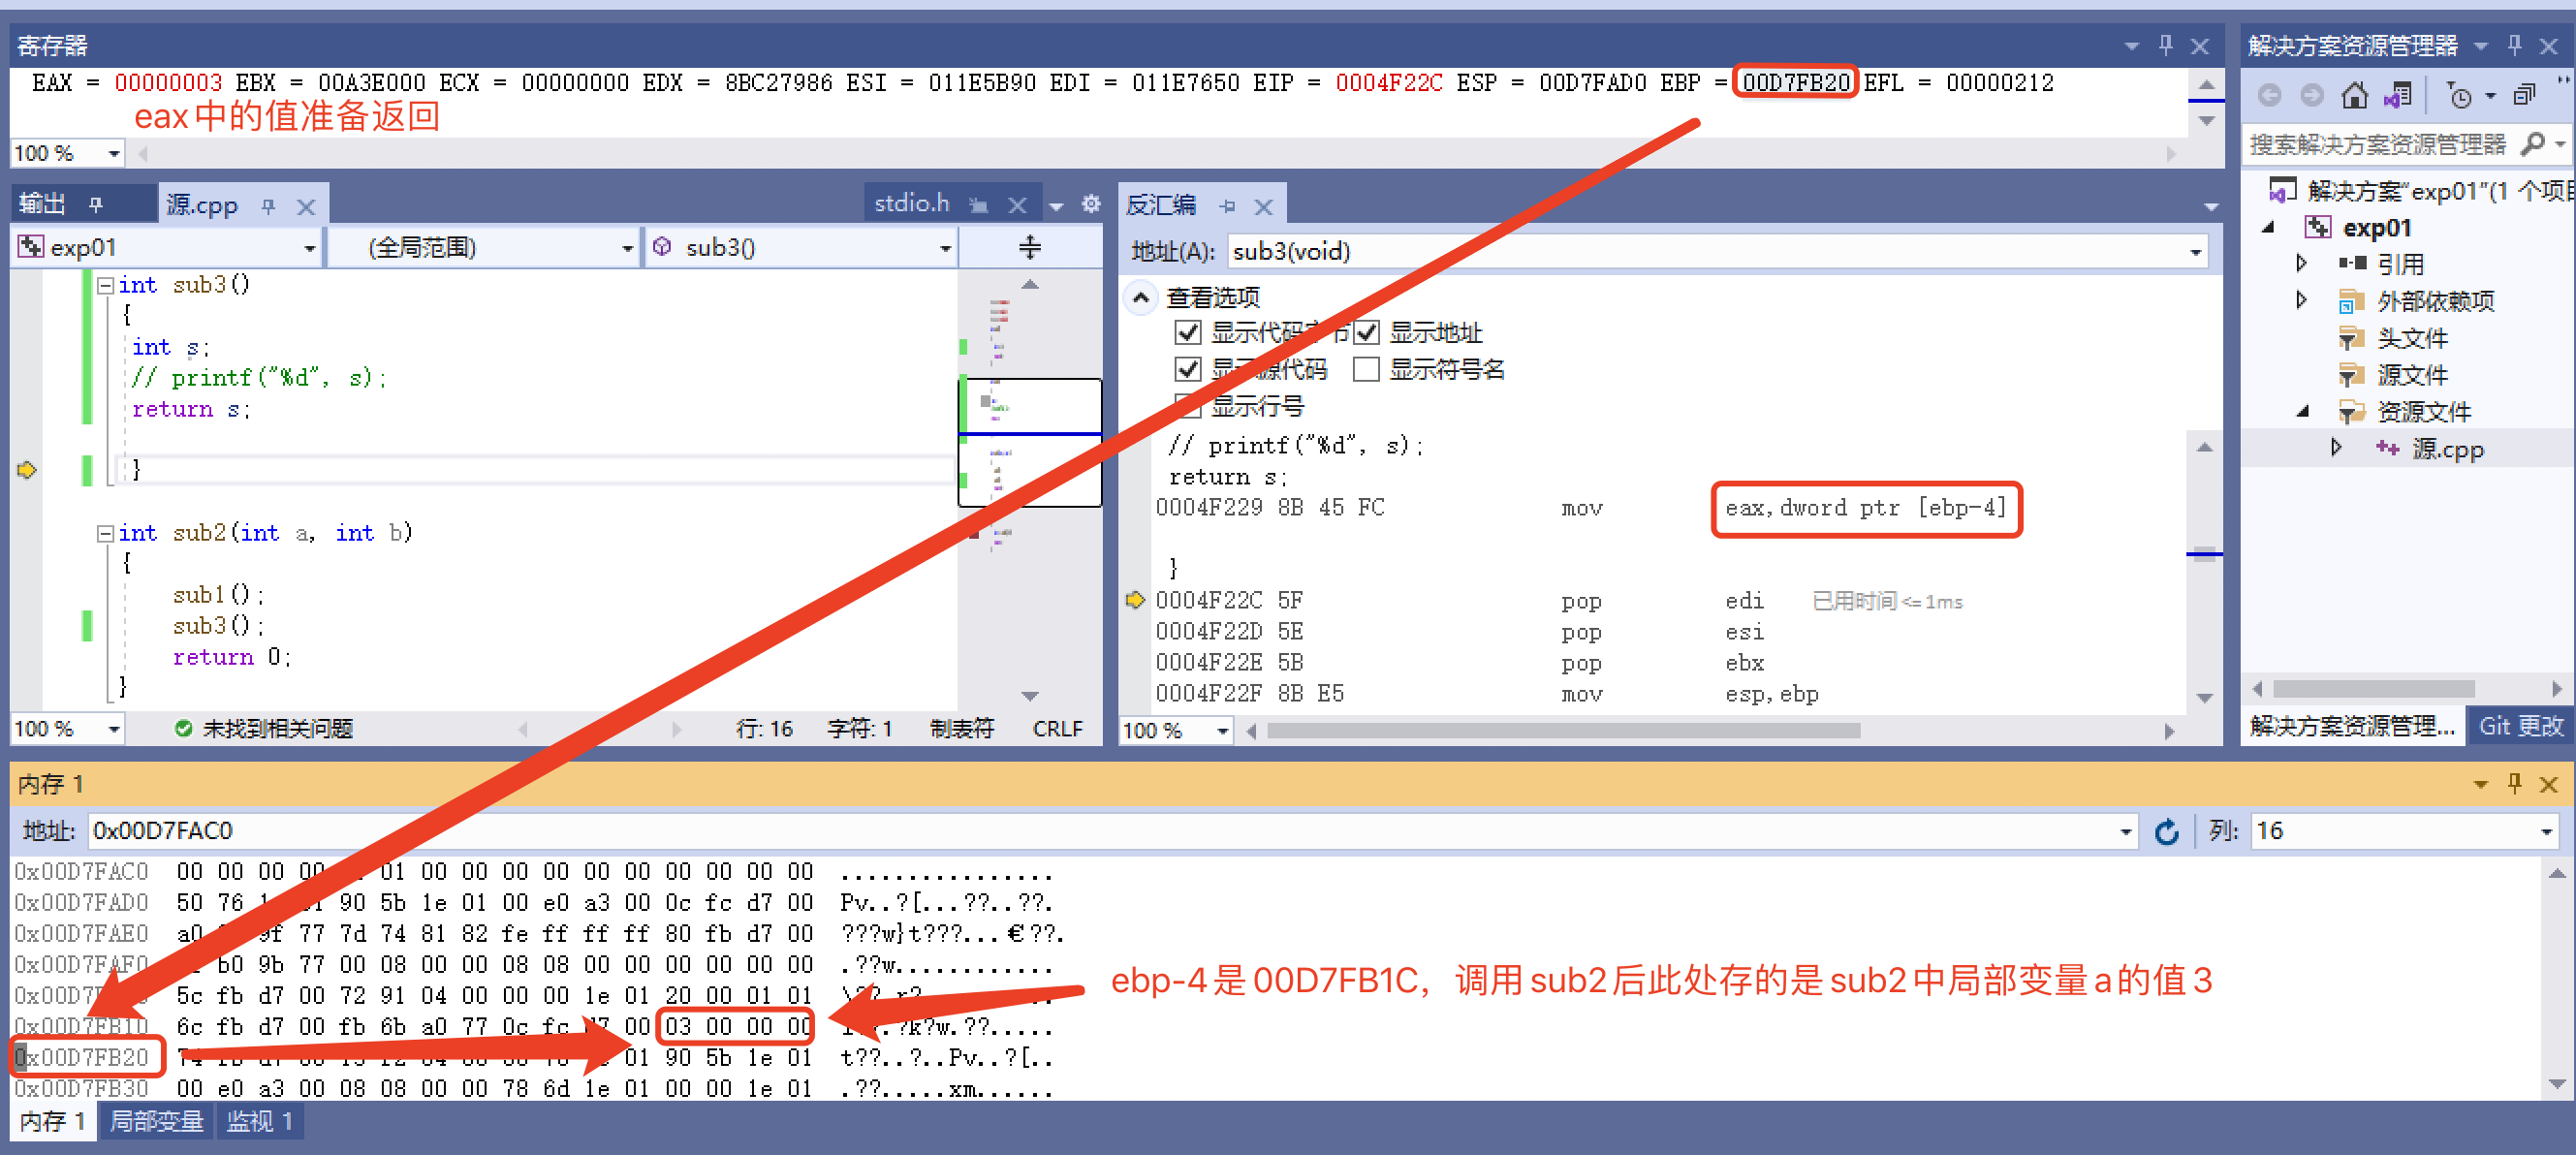 寄存器
EAX = 00000003 EBX = 00A3E000 ECX = 00000000 EDX = 8BC27986 ESI = 011E5B90 EDI = 011E7650 EIP = 0004F22C ESP = 00D7FAD0 EBP = 00D7FB20 EFL = 00000212
eax中的值准备返回
100 %
输出
源.cpp
stdio.h
exp01
(全局范围)
sub3()
int sub3()
{
int s;
// printf("%d", s);
return s;
}
int sub2(int a, int b)
{
sub1();
sub3();
return 0;
}
100 %
未找到相关问题
行: 16
字符: 1
制表符
CRLF
反汇编
地址(A):
sub3(void)
查看选项
显示代码字节
显示地址
显示源代码
显示符号名
显示行号
// printf("%d", s);
return s;
0004F229 8B 45 FC mov eax,dword ptr [ebp-4]
}
0004F22C 5F pop edi 已用时间<=1ms
0004F22D 5E pop esi
0004F22E 5B pop ebx
0004F22F 8B E5 mov esp,ebp
100 %
解决方案资源管理器
搜索解决方案资源管理器
解决方案"exp01"(1 个项
exp01
引用
外部依赖项
头文件
源文件
资源文件
源.cpp
解决方案资源管理...
Git 更改
内存 1
地址:
0x00D7FAC0
列:
16
0x00D7FAC0 00 00 00 00 01 00 00 00 00 00 00 00 00 00 00 ................
0x00D7FAD0 50 76 90 5b 1e 01 00 e0 a3 00 0c fc d7 00 Pv..?[...??..??.
0x00D7FAE0 a0 9f 77 7d 74 81 82 fe ff ff ff 80 fb d7 00 ???w}t???...€??.
0x00D7FAF0 b0 9b 77 00 08 00 00 08 08 00 00 00 00 00 00 .??w............
5c fb d7 00 72 91 04 00 00 00 1e 01 20 00 01 01
0x00D7FB10 6c fb d7 00 fb 6b a0 77 0c fc d7 00 03 00 00 00 .?k?w.??.....
0x00D7FB20 01 90 5b 1e 01 t??..?..Pv..?[..
0x00D7FB30 00 e0 a3 00 08 08 00 00 78 6d 1e 01 00 00 1e 01 .??.....xm......
ebp-4是00D7FB1C，调用sub2后此处存的是sub2中局部变量a的值3
内存 1
局部变量
监视 1